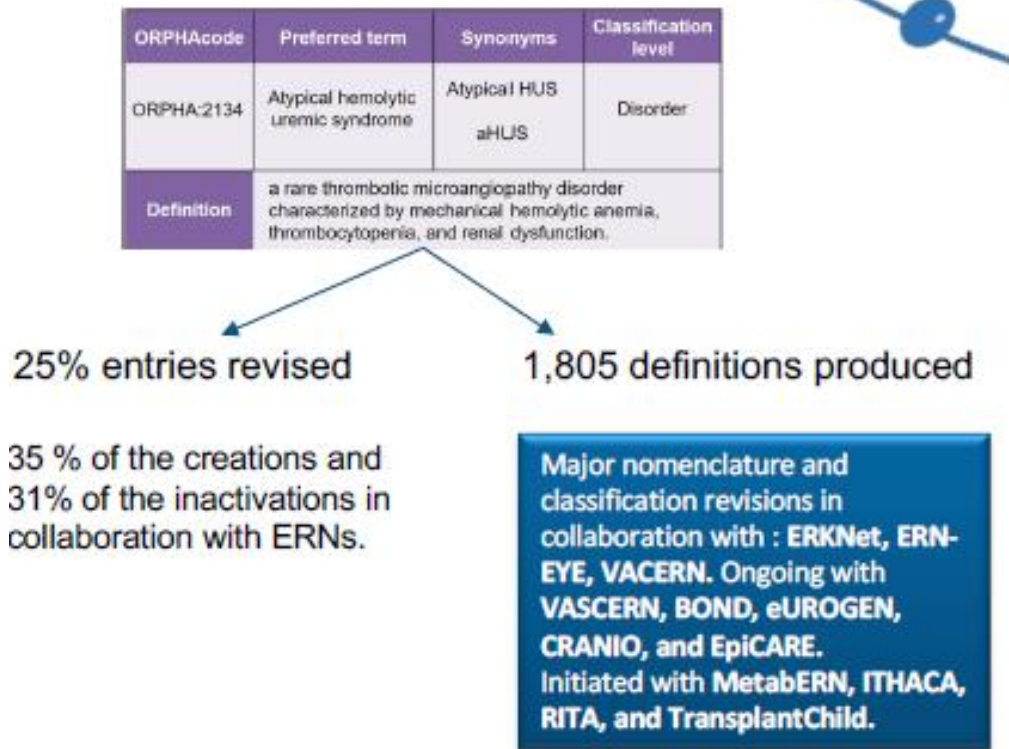 ORPHAcode Preferred term Synonyms Classification level
ORPHA:2134 Atypical hemolytic uremic syndrome Atypical HUS aHUS Disorder
Definition a rare thrombotic microangiopathy disorder
characterized by mechanical hemolytic anemia,
thrombocytopenia, and renal dysfunction.
25% entries revised
1,805 definitions produced
35 % of the creations and
31% of the inactivations in
collaboration with ERNs.
Major nomenclature and
classification revisions in
collaboration with : ERKNet, ERN-
EYE, VACERN. Ongoing with
VASCERN, BOND, eUROGEN,
CRANIO, and EpiCARE.
Initiated with MetabERN, ITHACA,
RITA, and TransplantChild.